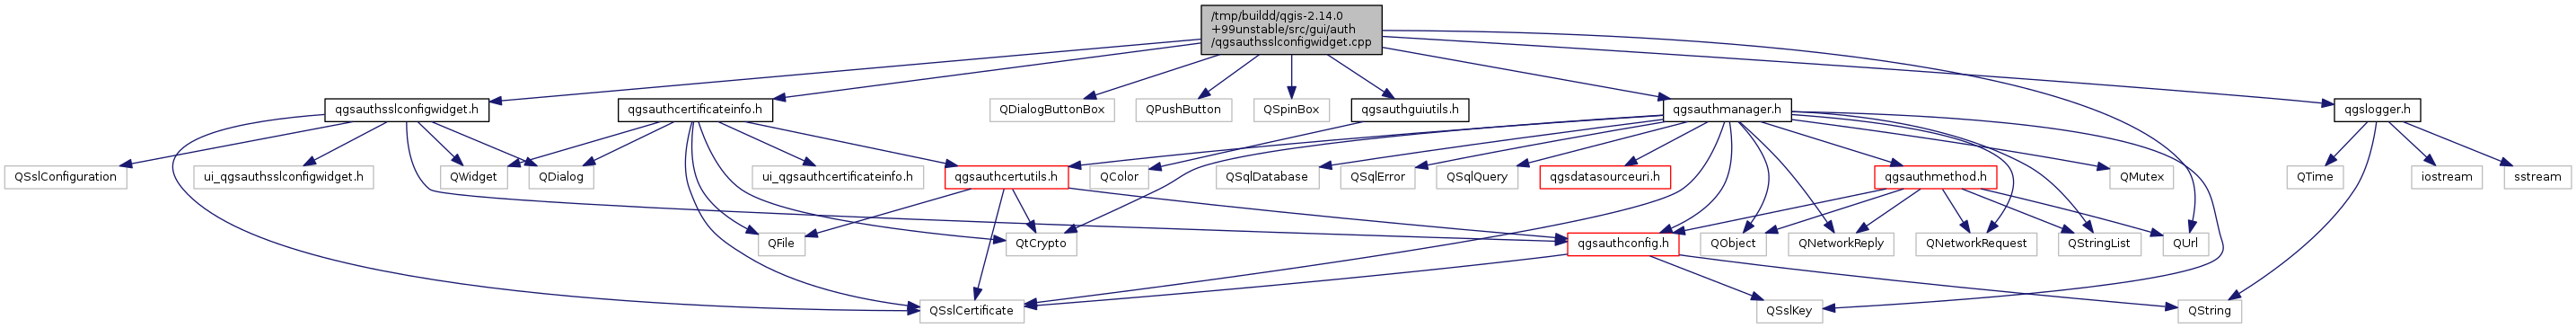 /tmp/buildd/qgis-2.14.0
+99unstable/src/gui/auth
/qgsauthsslconfigwidget.cpp
qgsauthsslconfigwidget.h
qgsauthcertificateinfo.h
QDialogButtonBox
QPushButton
QSpinBox
qgsauthguiutils.h
qgsauthmanager.h
qgslogger.h
QSslConfiguration
ui_qgsauthsslconfigwidget.h
QWidget
QDialog
ui_qgsauthcertificateinfo.h
qgsauthcertutils.h
QColor
QSqlDatabase
QSqlError
QSqlQuery
qgsdatasourceuri.h
qgsauthmethod.h
QMutex
QTime
iostream
sstream
QFile
QtCrypto
qgsauthconfig.h
QObject
QNetworkReply
QNetworkRequest
QStringList
QUrl
QSslCertificate
QSslKey
QString